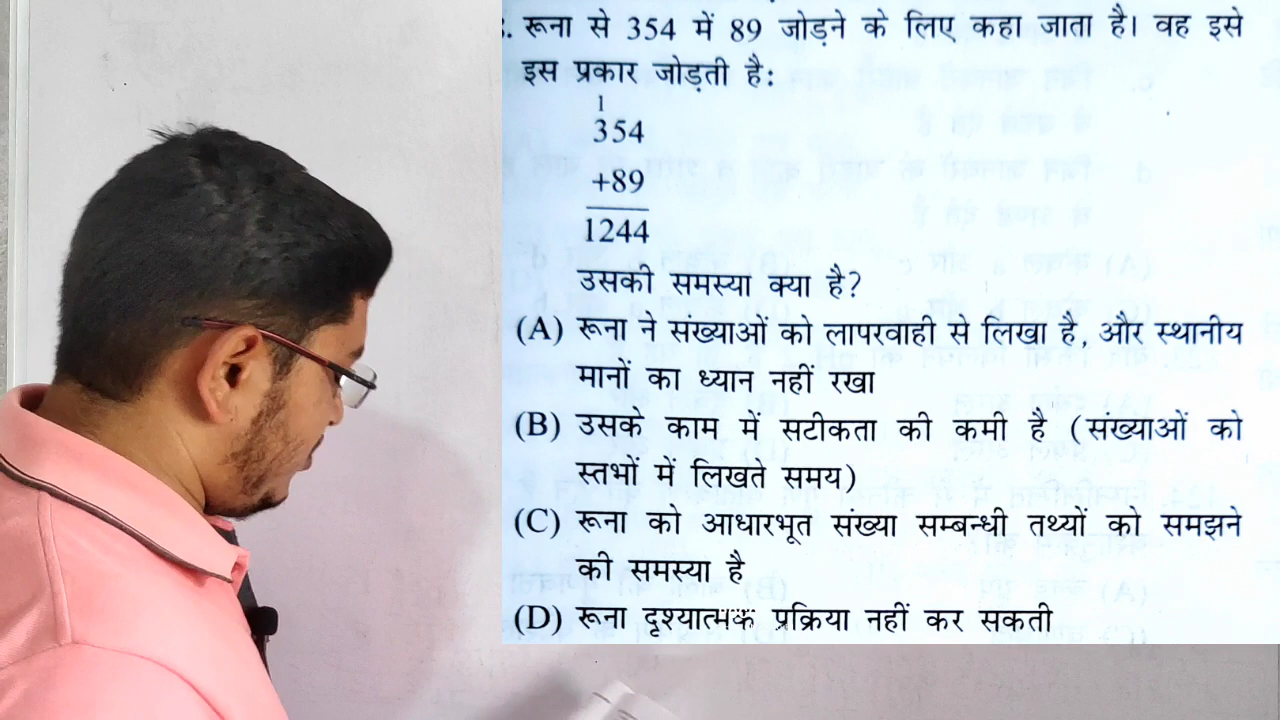 . रूना से 354 में 89 जोड़ने के लिए कहा जाता है। वह इसे
इस प्रकार जोड़ती है:
1
354
+89
1244
उसकी समस्या क्या है?
(A) रूना ने संख्याओं को लापरवाही से लिखा है, और स्थानीय
मानों का ध्यान नहीं रखा
(B) उसके काम में सटीकता की कमी है (संख्याओं को
स्तभों में लिखते समय)
(C) रूना को आधारभूत संख्या सम्बन्धी तथ्यों को समझने
की समस्या है
(D) रूना दृश्यात्मक प्रक्रिया नहीं कर सकती